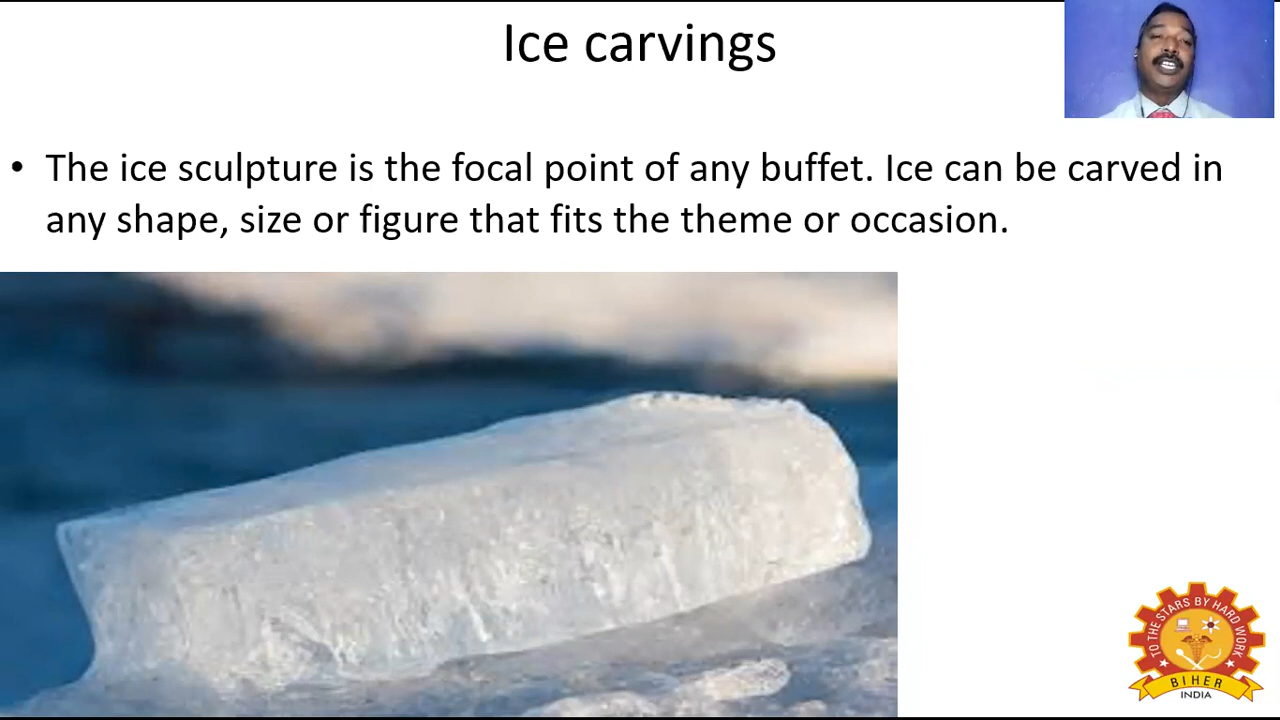 Ice carvings
• The ice sculpture is the focal point of any buffet. Ice can be carved in
any shape, size or figure that fits the theme or occasion.
TO THE STARS BY HARD WORK
BIHER
INDIA